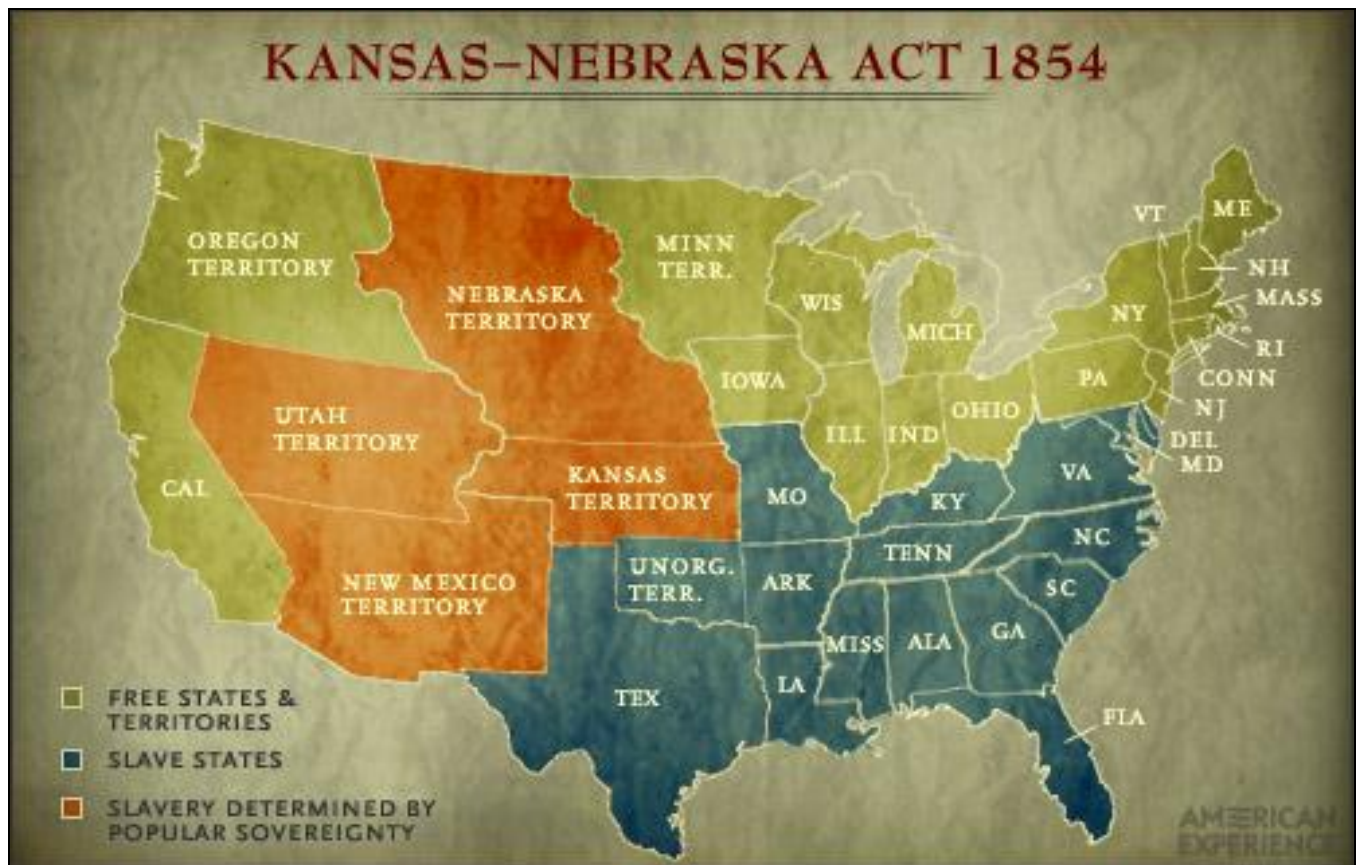 KANSAS–NEBRASKA ACT 1854
VT
ME
OREGON
TERRITORY
MINN
TERR.
NH
MASS
NEBRASKA
TERRITORY
WIS
MICH
NY
RI
IOWA
PA
CONN
NJ
UTAH
TERRITORY
ILL
IND
OHIO
DEL
MD
CAL
KANSAS
TERRITORY
MO
KY
VA
UNORG.
TERR.
ARK
TENN
NC
NEW MEXICO
TERRITORY
SC
MISS
ALA
GA
TEX
LA
FLA
FREE STATES &
TERRITORIES
SLAVE STATES
SLAVERY DETERMINED BY
POPULAR SOVEREIGNTY
AMERICAN
EXPERIENCE